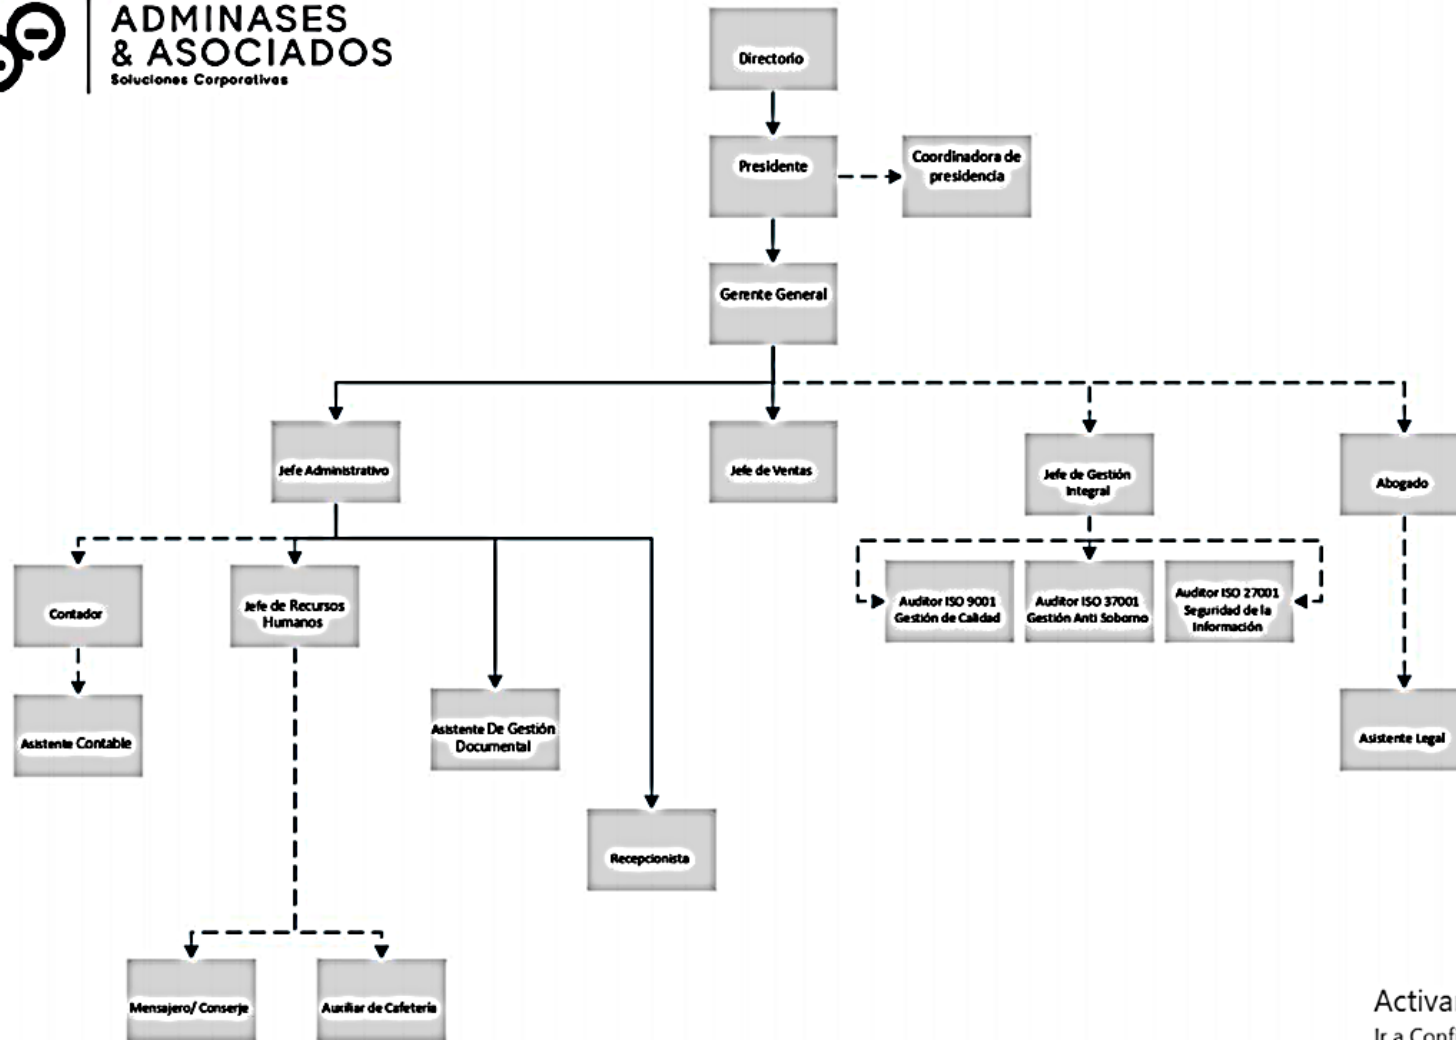 ADMINASES
& ASOCIADOS
Soluciones Corporativas
Directorio
Presidente
Coordinadora de
presidencia
Gerente General
Jefe Administrativo
Jefe de Ventas
Jefe de Gestión
Integral
Abogado
Contador
Jefe de Recursos
Humanos
Auditor ISO 9001
Gestión de Calidad
Auditor ISO 37001
Gestión Anti Soborno
Auditor ISO 27001
Seguridad de la
Información
Asistente Contable
Asistente De Gestión
Documental
Asistente Legal
Recepcionista
Mensajero/ Conserje
Auxiliar de Cafetería
Activa
Ir a Conf